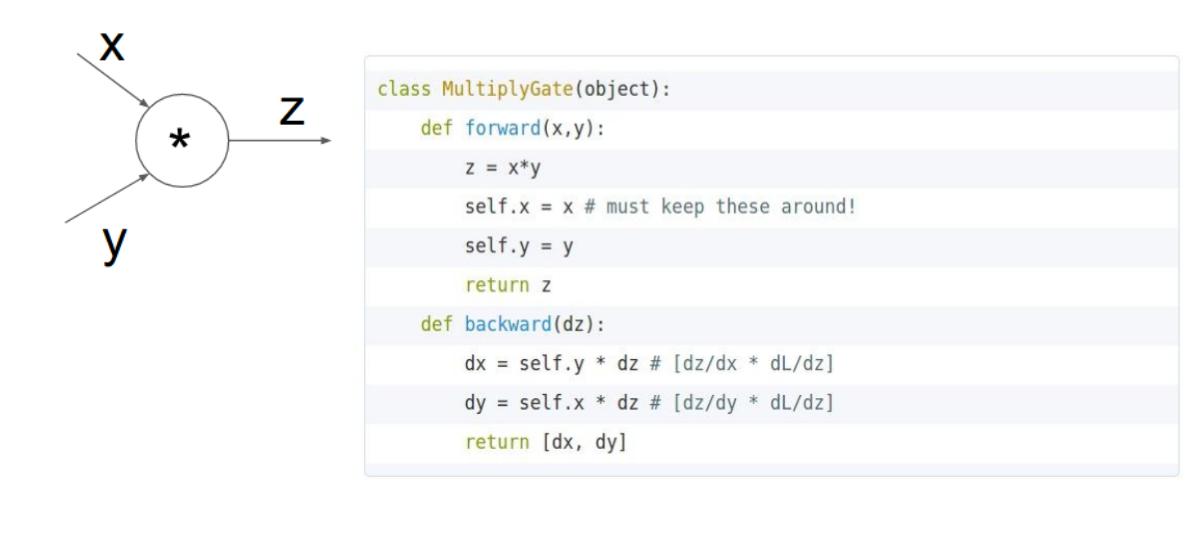 x
*
z
y
class MultiplyGate(object):
    def forward(x,y):
        z = x*y
        self.x = x # must keep these around!
        self.y = y
        return z
    def backward(dz):
        dx = self.y * dz # [dz/dx * dL/dz]
        dy = self.x * dz # [dz/dy * dL/dz]
        return [dx, dy]